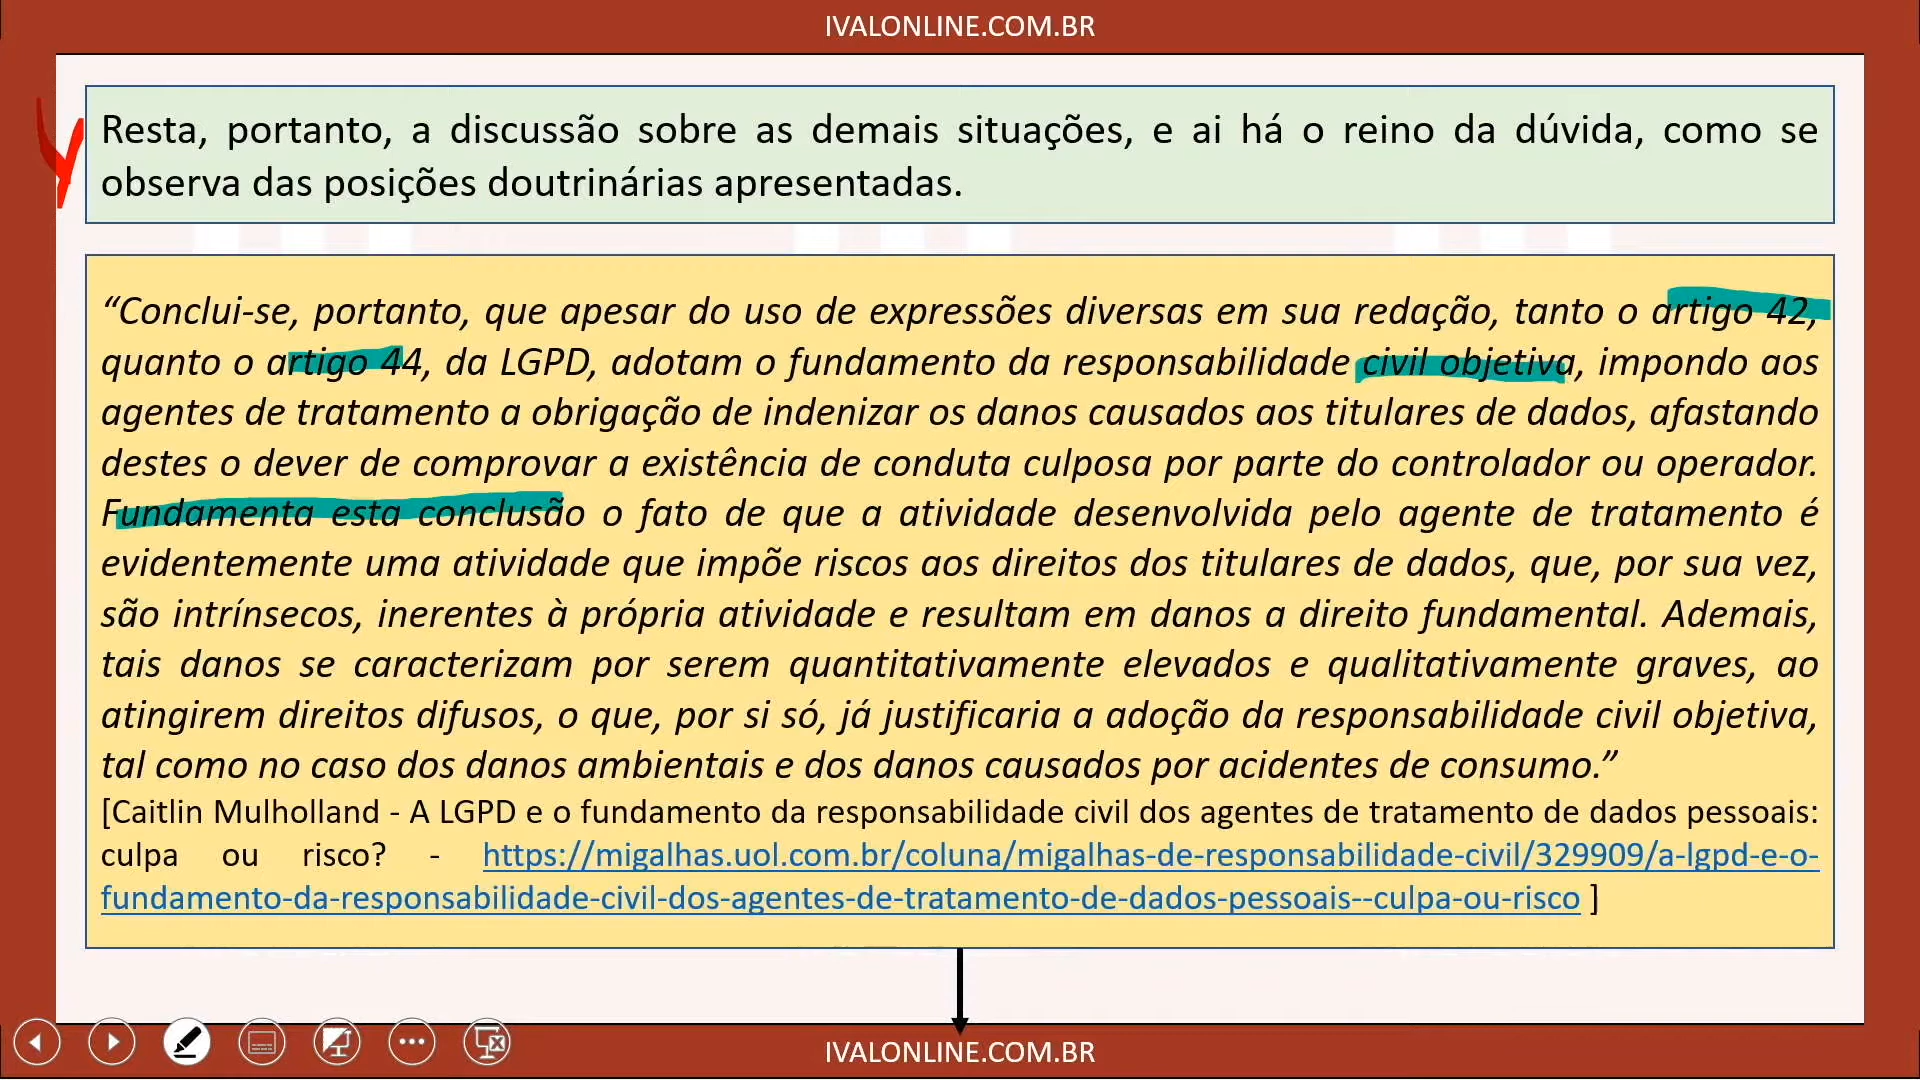 IVALONLINE.COM.BR
Resta, portanto, a discussão sobre as demais situações, e ai há o reino da dúvida, como se
observa das posições doutrinárias apresentadas.
“Conclui-se, portanto, que apesar do uso de expressões diversas em sua redação, tanto o artigo 42,
quanto o artigo 44, da LGPD, adotam o fundamento da responsabilidade civil objetiva, impondo aos
agentes de tratamento a obrigação de indenizar os danos causados aos titulares de dados, afastando
destes o dever de comprovar a existência de conduta culposa por parte do controlador ou operador.
Fundamenta esta conclusão o fato de que a atividade desenvolvida pelo agente de tratamento é
evidentemente uma atividade que impõe riscos aos direitos dos titulares de dados, que, por sua vez,
são intrínsecos, inerentes à própria atividade e resultam em danos a direito fundamental. Ademais,
tais danos se caracterizam por serem quantitativamente elevados e qualitativamente graves, ao
atingirem direitos difusos, o que, por si só, já justificaria a adoção da responsabilidade civil objetiva,
tal como no caso dos danos ambientais e dos danos causados por acidentes de consumo.”
[Caitlin Mulholland - A LGPD e o fundamento da responsabilidade civil dos agentes de tratamento de dados pessoais:
culpa ou risco? - https://migalhas.uol.com.br/coluna/migalhas-de-responsabilidade-civil/329909/a-lgpd-e-o-
fundamento-da-responsabilidade-civil-dos-agentes-de-tratamento-de-dados-pessoais--culpa-ou-risco ]
IVALONLINE.COM.BR